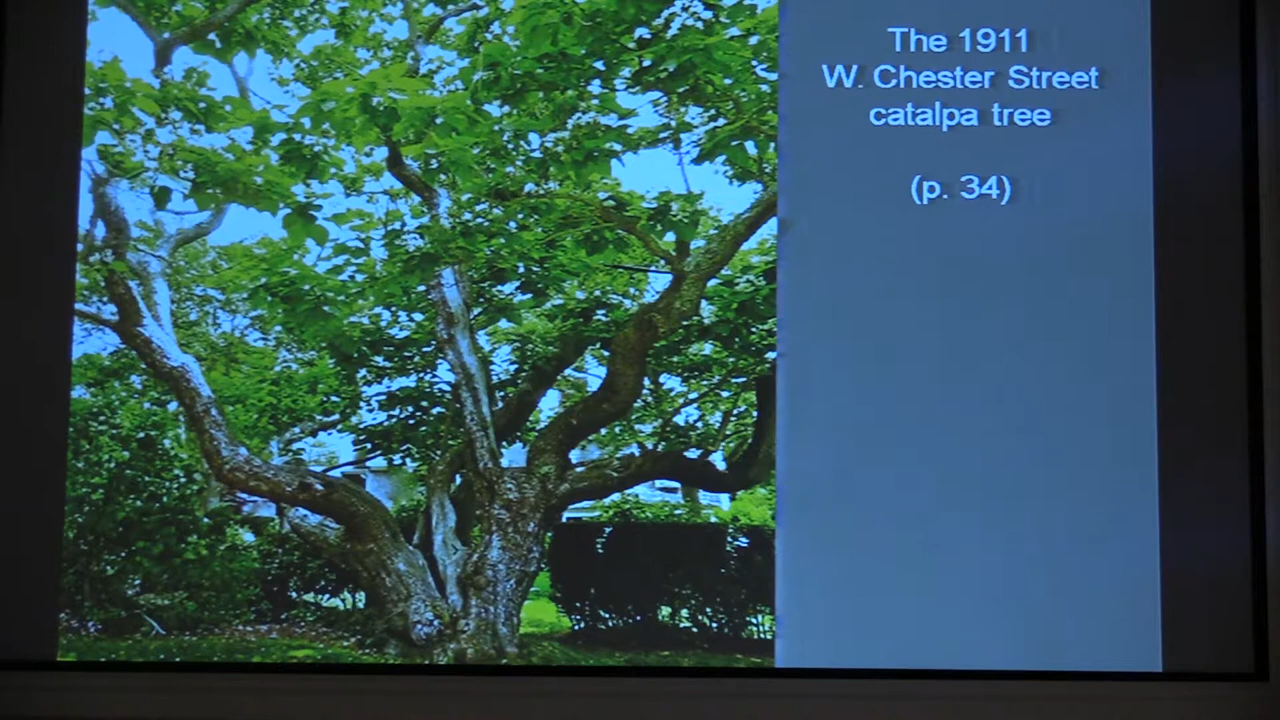 The 1911
W. Chester Street
catalpa tree
(p. 34)